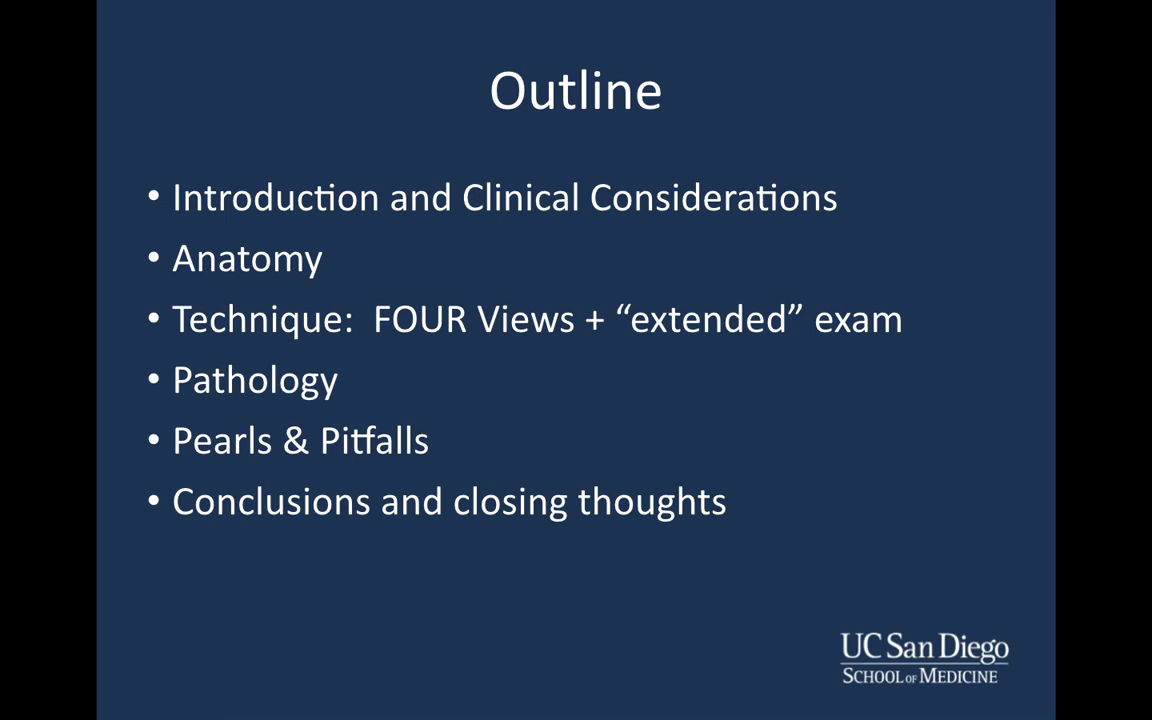 Outline
• Introduction and Clinical Considerations
• Anatomy
• Technique:  FOUR Views + “extended” exam
• Pathology
• Pearls & Pitfalls
• Conclusions and closing thoughts
UC San Diego
SCHOOL OF MEDICINE